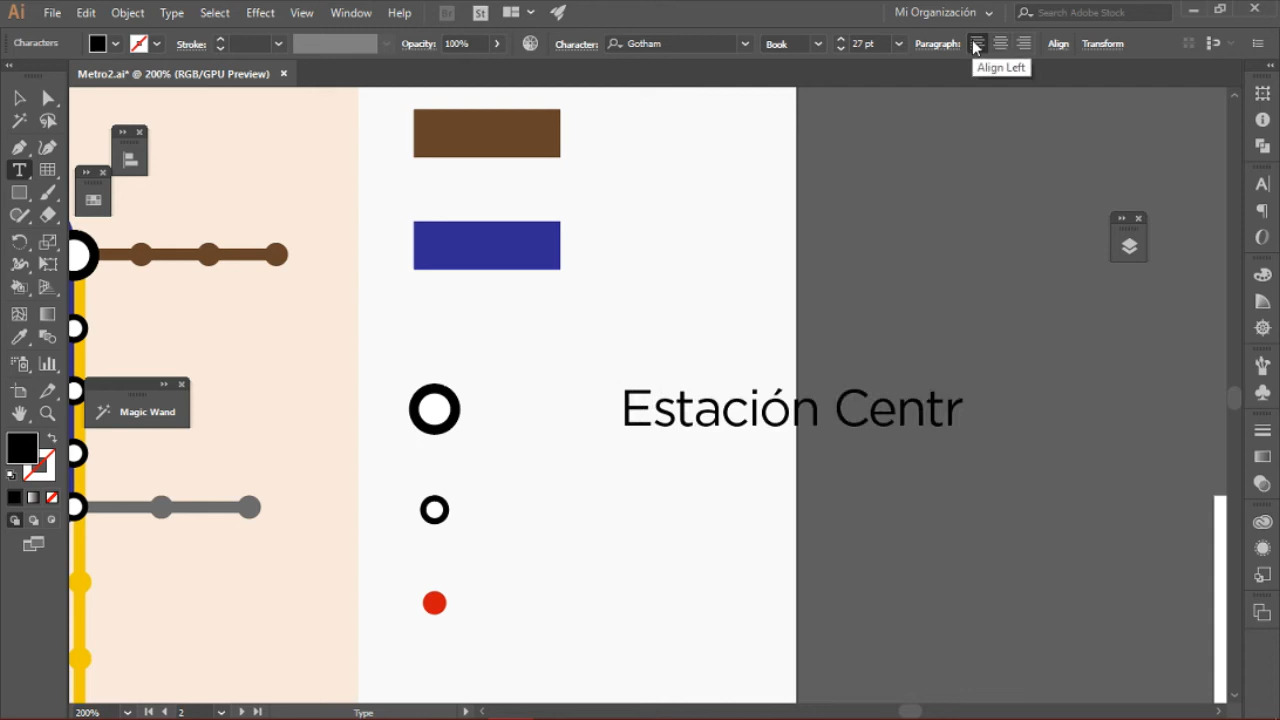 Ai File Edit Object Type Select Effect View Window Help Br St Mi Organización Search Adobe Stock
Characters Stroke: Opacity: 100% Character: Gotham Book 27 pt Paragraph: Align Transform
Align Left
Metro2.ai* @ 200% (RGB/GPU Preview)
Magic Wand
Estación Centr
200% 2 Type